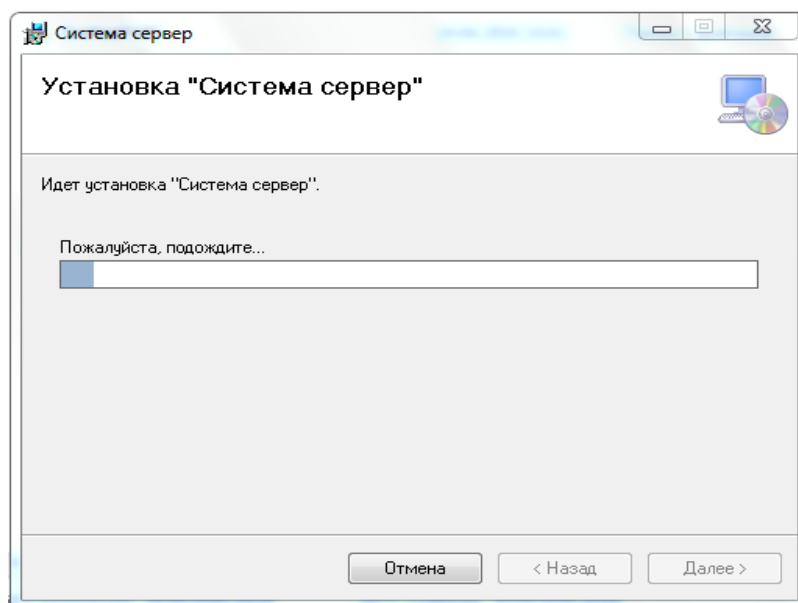 Система сервер
Установка "Система сервер"
Идет установка "Система сервер".
Пожалуйста, подождите...
Отмена
< Назад
Далее >